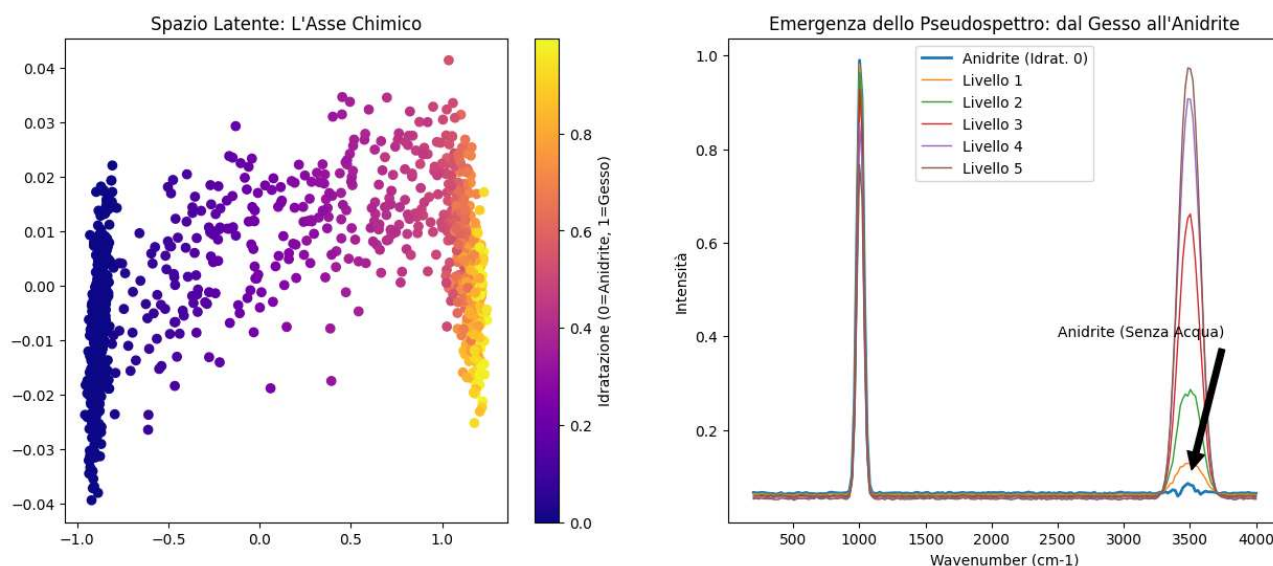 Spazio Latente: L'Asse Chimico
0.04
0.03
0.02
0.01
0.00
−0.01
−0.02
−0.03
−0.04
−1.0
−0.5
0.0
0.5
1.0
0.8
0.6
0.4
0.2
0.0
Idratazione (0=Anidrite, 1=Gesso)
Emergenza dello Pseudospettro: dal Gesso all'Anidrite
Anidrite (Idrat. 0)
Livello 1
Livello 2
Livello 3
Livello 4
Livello 5
1.0
0.8
0.6
0.4
0.2
Intensità
Anidrite (Senza Acqua)
500
1000
1500
2000
2500
3000
3500
4000
Wavenumber (cm-1)